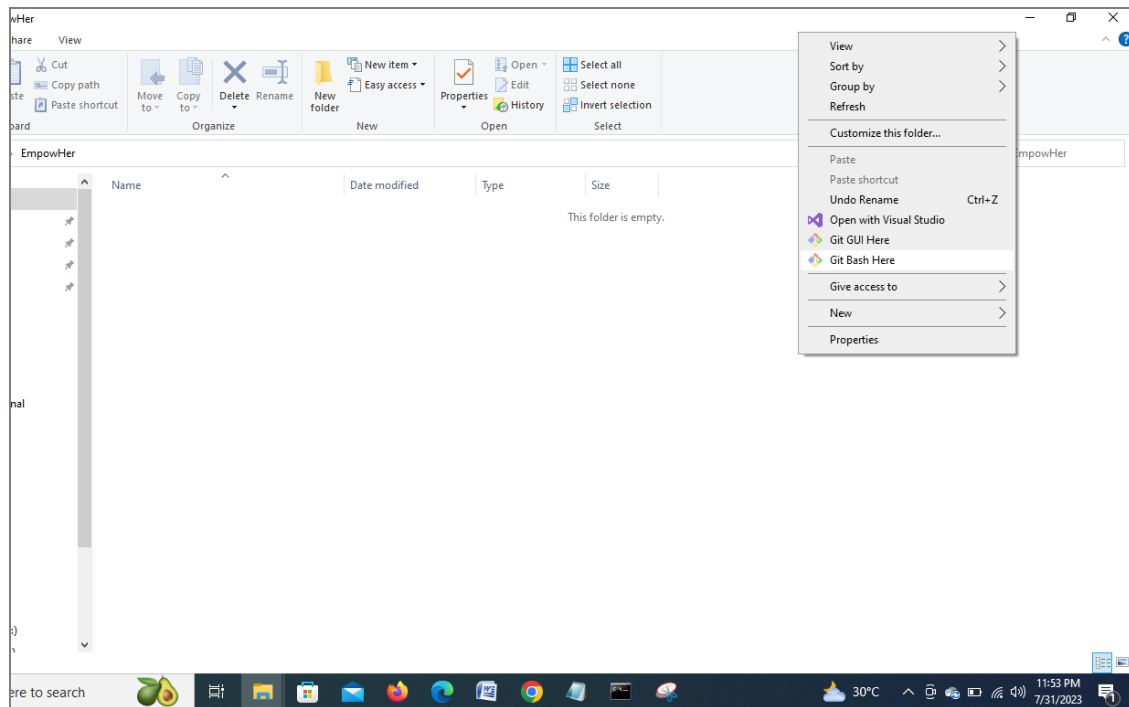 wHer
hare View
Cut
Copy path
Paste shortcut
ste
oard
Move to
Copy to
Delete
Rename
Organize
New folder
New item
Easy access
New
Properties
Open
Edit
History
Open
Select all
Select none
Invert selection
Select
EmpowHer
mpowHer
Name Date modified Type Size
This folder is empty.
View
Sort by
Group by
Refresh
Customize this folder...
Paste
Paste shortcut
Undo Rename Ctrl+Z
Open with Visual Studio
Git GUI Here
Git Bash Here
Give access to
New
Properties
nal
:)
ere to search
30°C
11:53 PM
7/31/2023
1